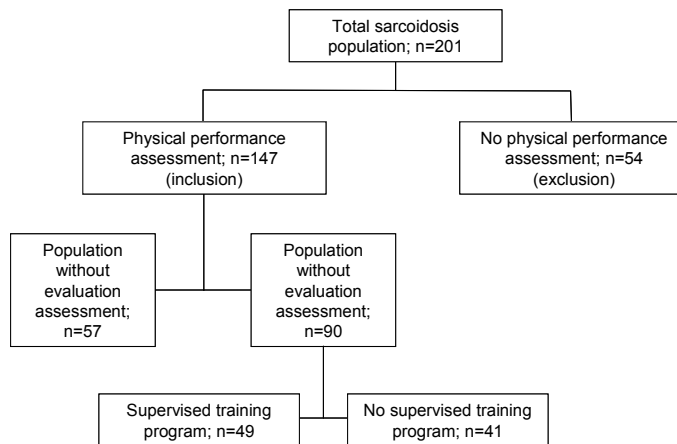 Total sarcoidosis
population; n=201
Physical performance
assessment; n=147
(inclusion)
No physical performance
assessment; n=54
(exclusion)
Population
without
evaluation
assessment;
n=57
Population
without
evaluation
assessment;
n=90
Supervised training
program; n=49
No supervised training
program; n=41